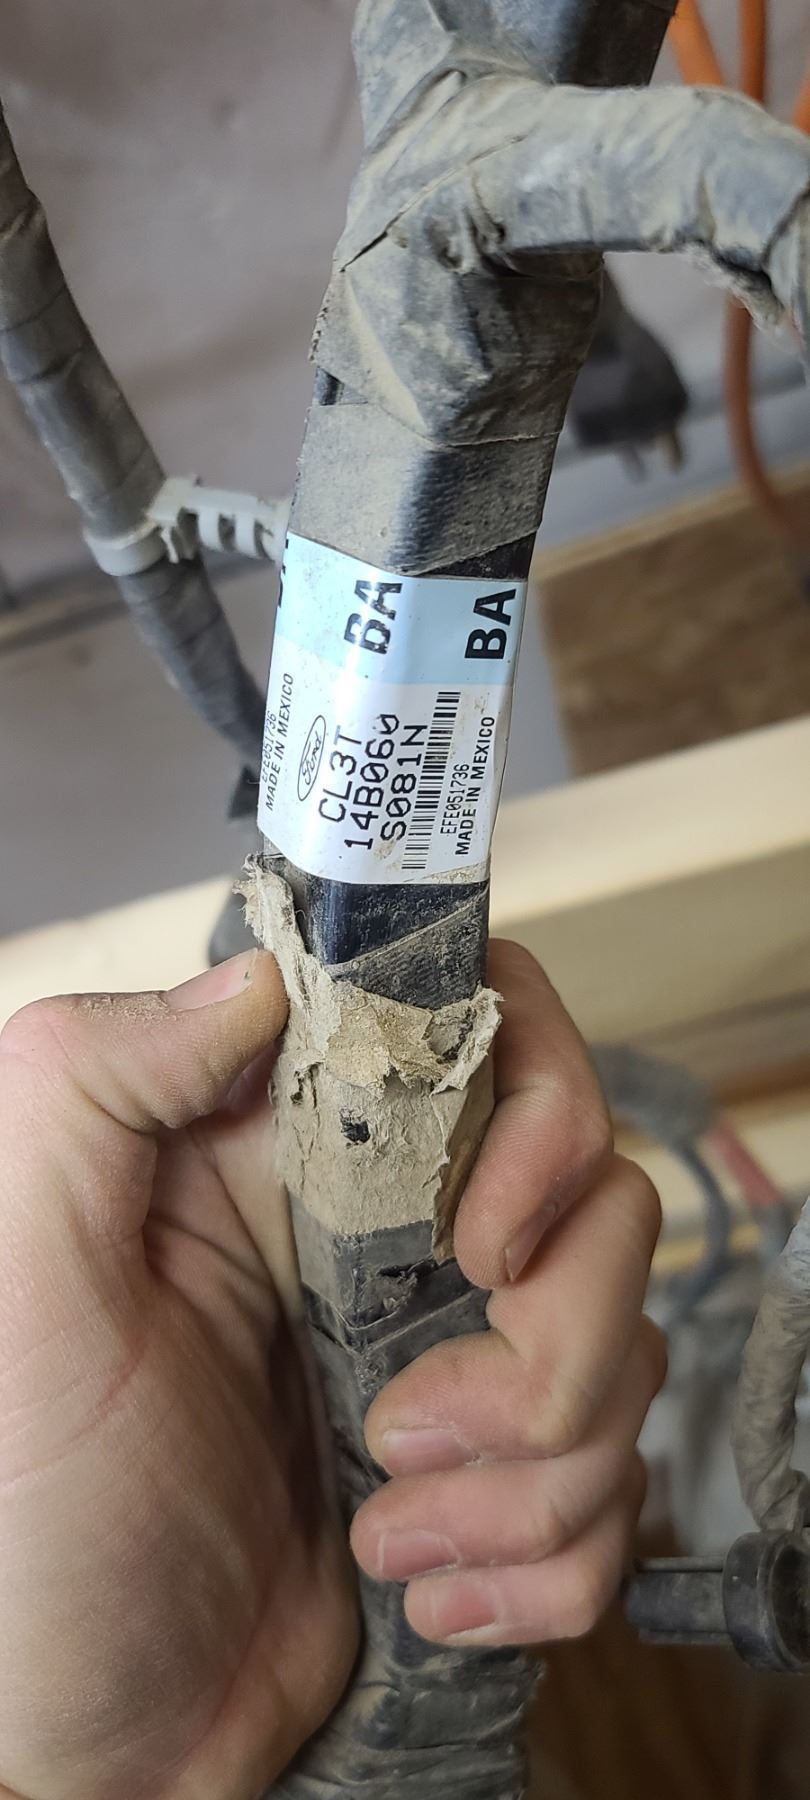 BA
BA
Ford
CL3T
14B060
S081N
EFE051736
MADE IN MEXICO
EFE051736
MADE IN MEXICO